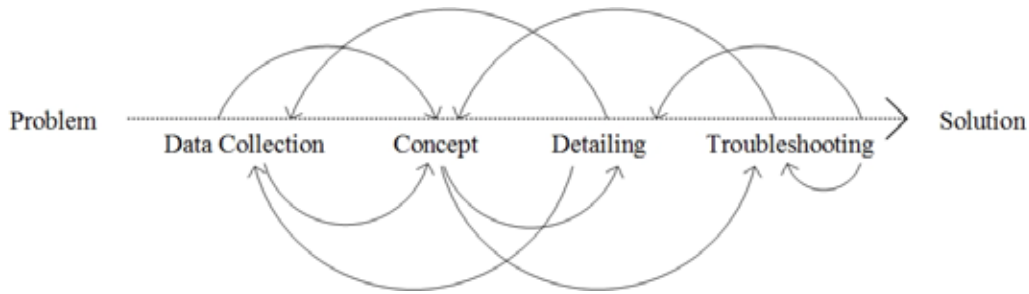 Problem
Solution
Data Collection
Concept
Detailing
Troubleshooting